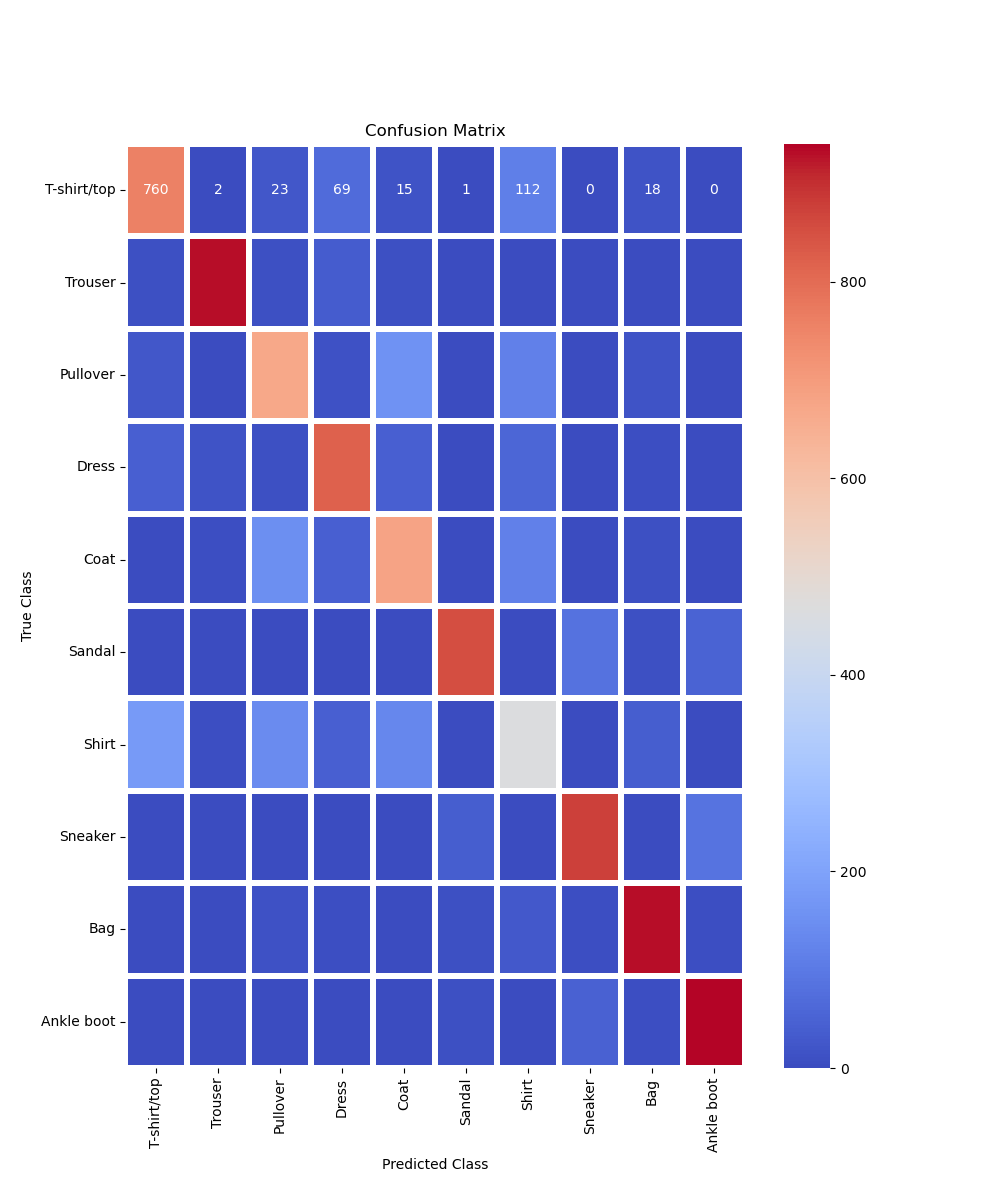 Confusion Matrix
T-shirt/top 760 2 23 69 15 1 112 0 18 0
Trouser
Pullover
Dress
Coat
Sandal
Shirt
Sneaker
Bag
Ankle boot
True Class
T-shirt/top Trouser Pullover Dress Coat Sandal Shirt Sneaker Bag Ankle boot
Predicted Class
800
600
400
200
0